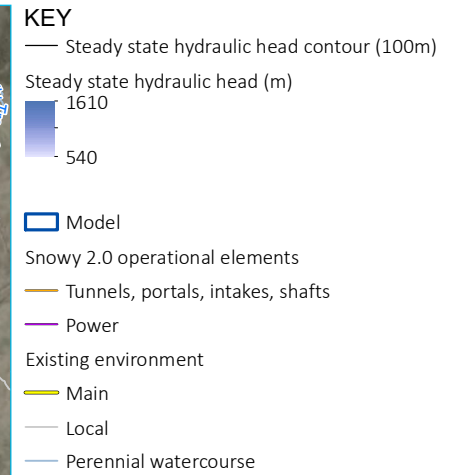 KEY
Steady state hydraulic head contour (100m)
Steady state hydraulic head (m)
1610
540
Model
Snowy 2.0 operational elements
Tunnels, portals, intakes, shafts
Power
Existing environment
Main
Local
Perennial watercourse